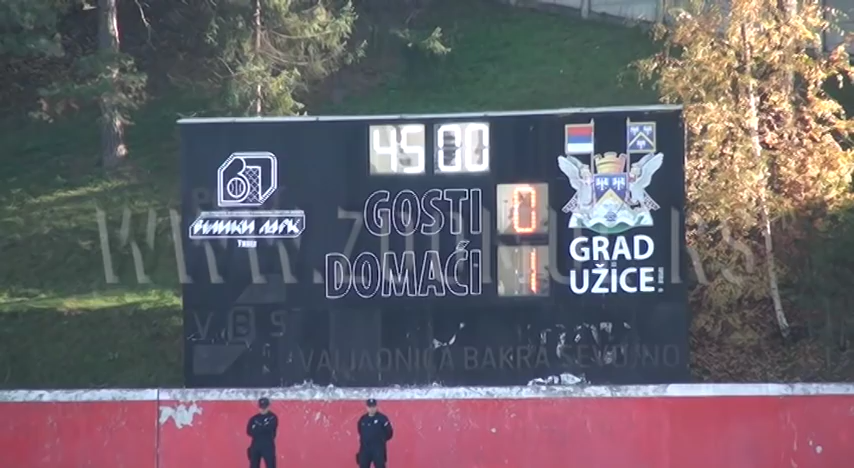 45 00
GOSTI 0
DOMAĆI 1
GRAD
UŽICE!
VALJAONICA BAKRA SEVOJNO